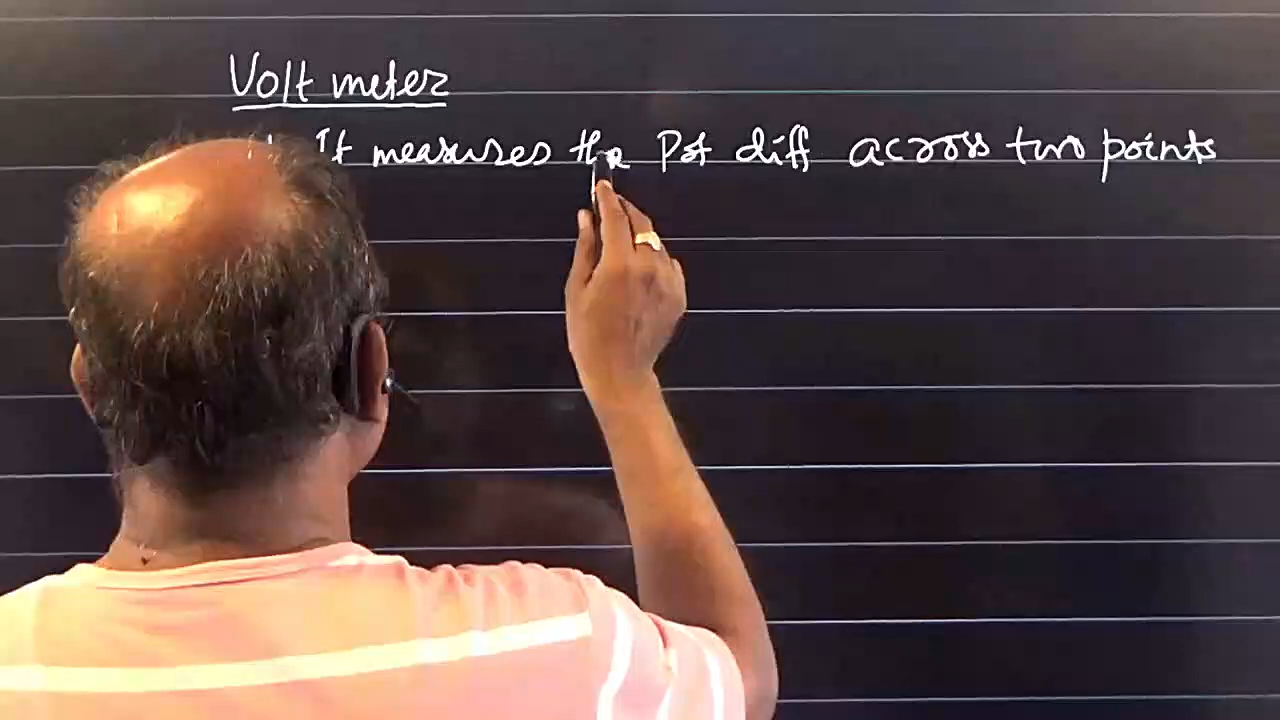 Volt meter
It measures the Pot diff across two points